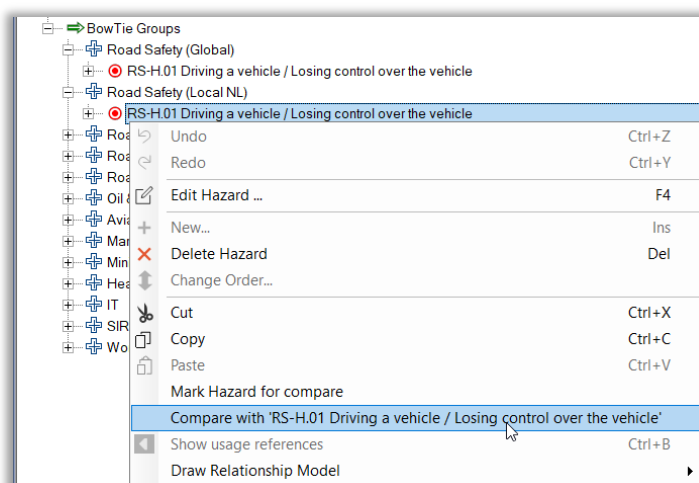 BowTie Groups
Road Safety (Global)
RS-H.01 Driving a vehicle / Losing control over the vehicle
Road Safety (Local NL)
RS-H.01 Driving a vehicle / Losing control over the vehicle
Undo Ctrl+Z
Redo Ctrl+Y
Edit Hazard ... F4
Oil
New... Ins
Delete Hazard Del
Change Order...
IT
Cut Ctrl+X
SIR
Copy Ctrl+C
Wo
Paste Ctrl+V
Mark Hazard for compare
Compare with 'RS-H.01 Driving a vehicle / Losing control over the vehicle'
Show usage references Ctrl+B
Draw Relationship Model